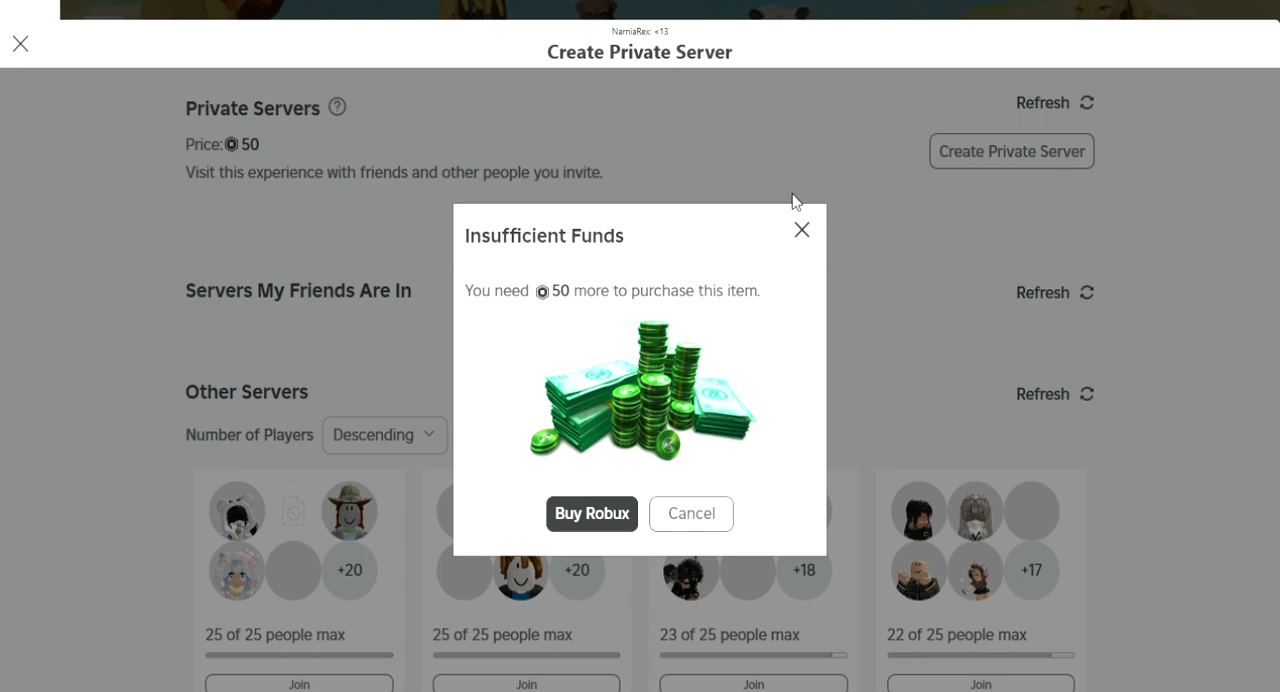 NarniaRex: <13
Create Private Server
Private Servers
Refresh
Price: 50
Create Private Server
Visit this experience with friends and other people you invite.
Insufficient Funds
You need 50 more to purchase this item.
Servers My Friends Are In
Refresh
Other Servers
Refresh
Number of Players
Descending
Buy Robux
Cancel
+20
+20
+18
+17
25 of 25 people max
25 of 25 people max
23 of 25 people max
22 of 25 people max
Join
Join
Join
Join